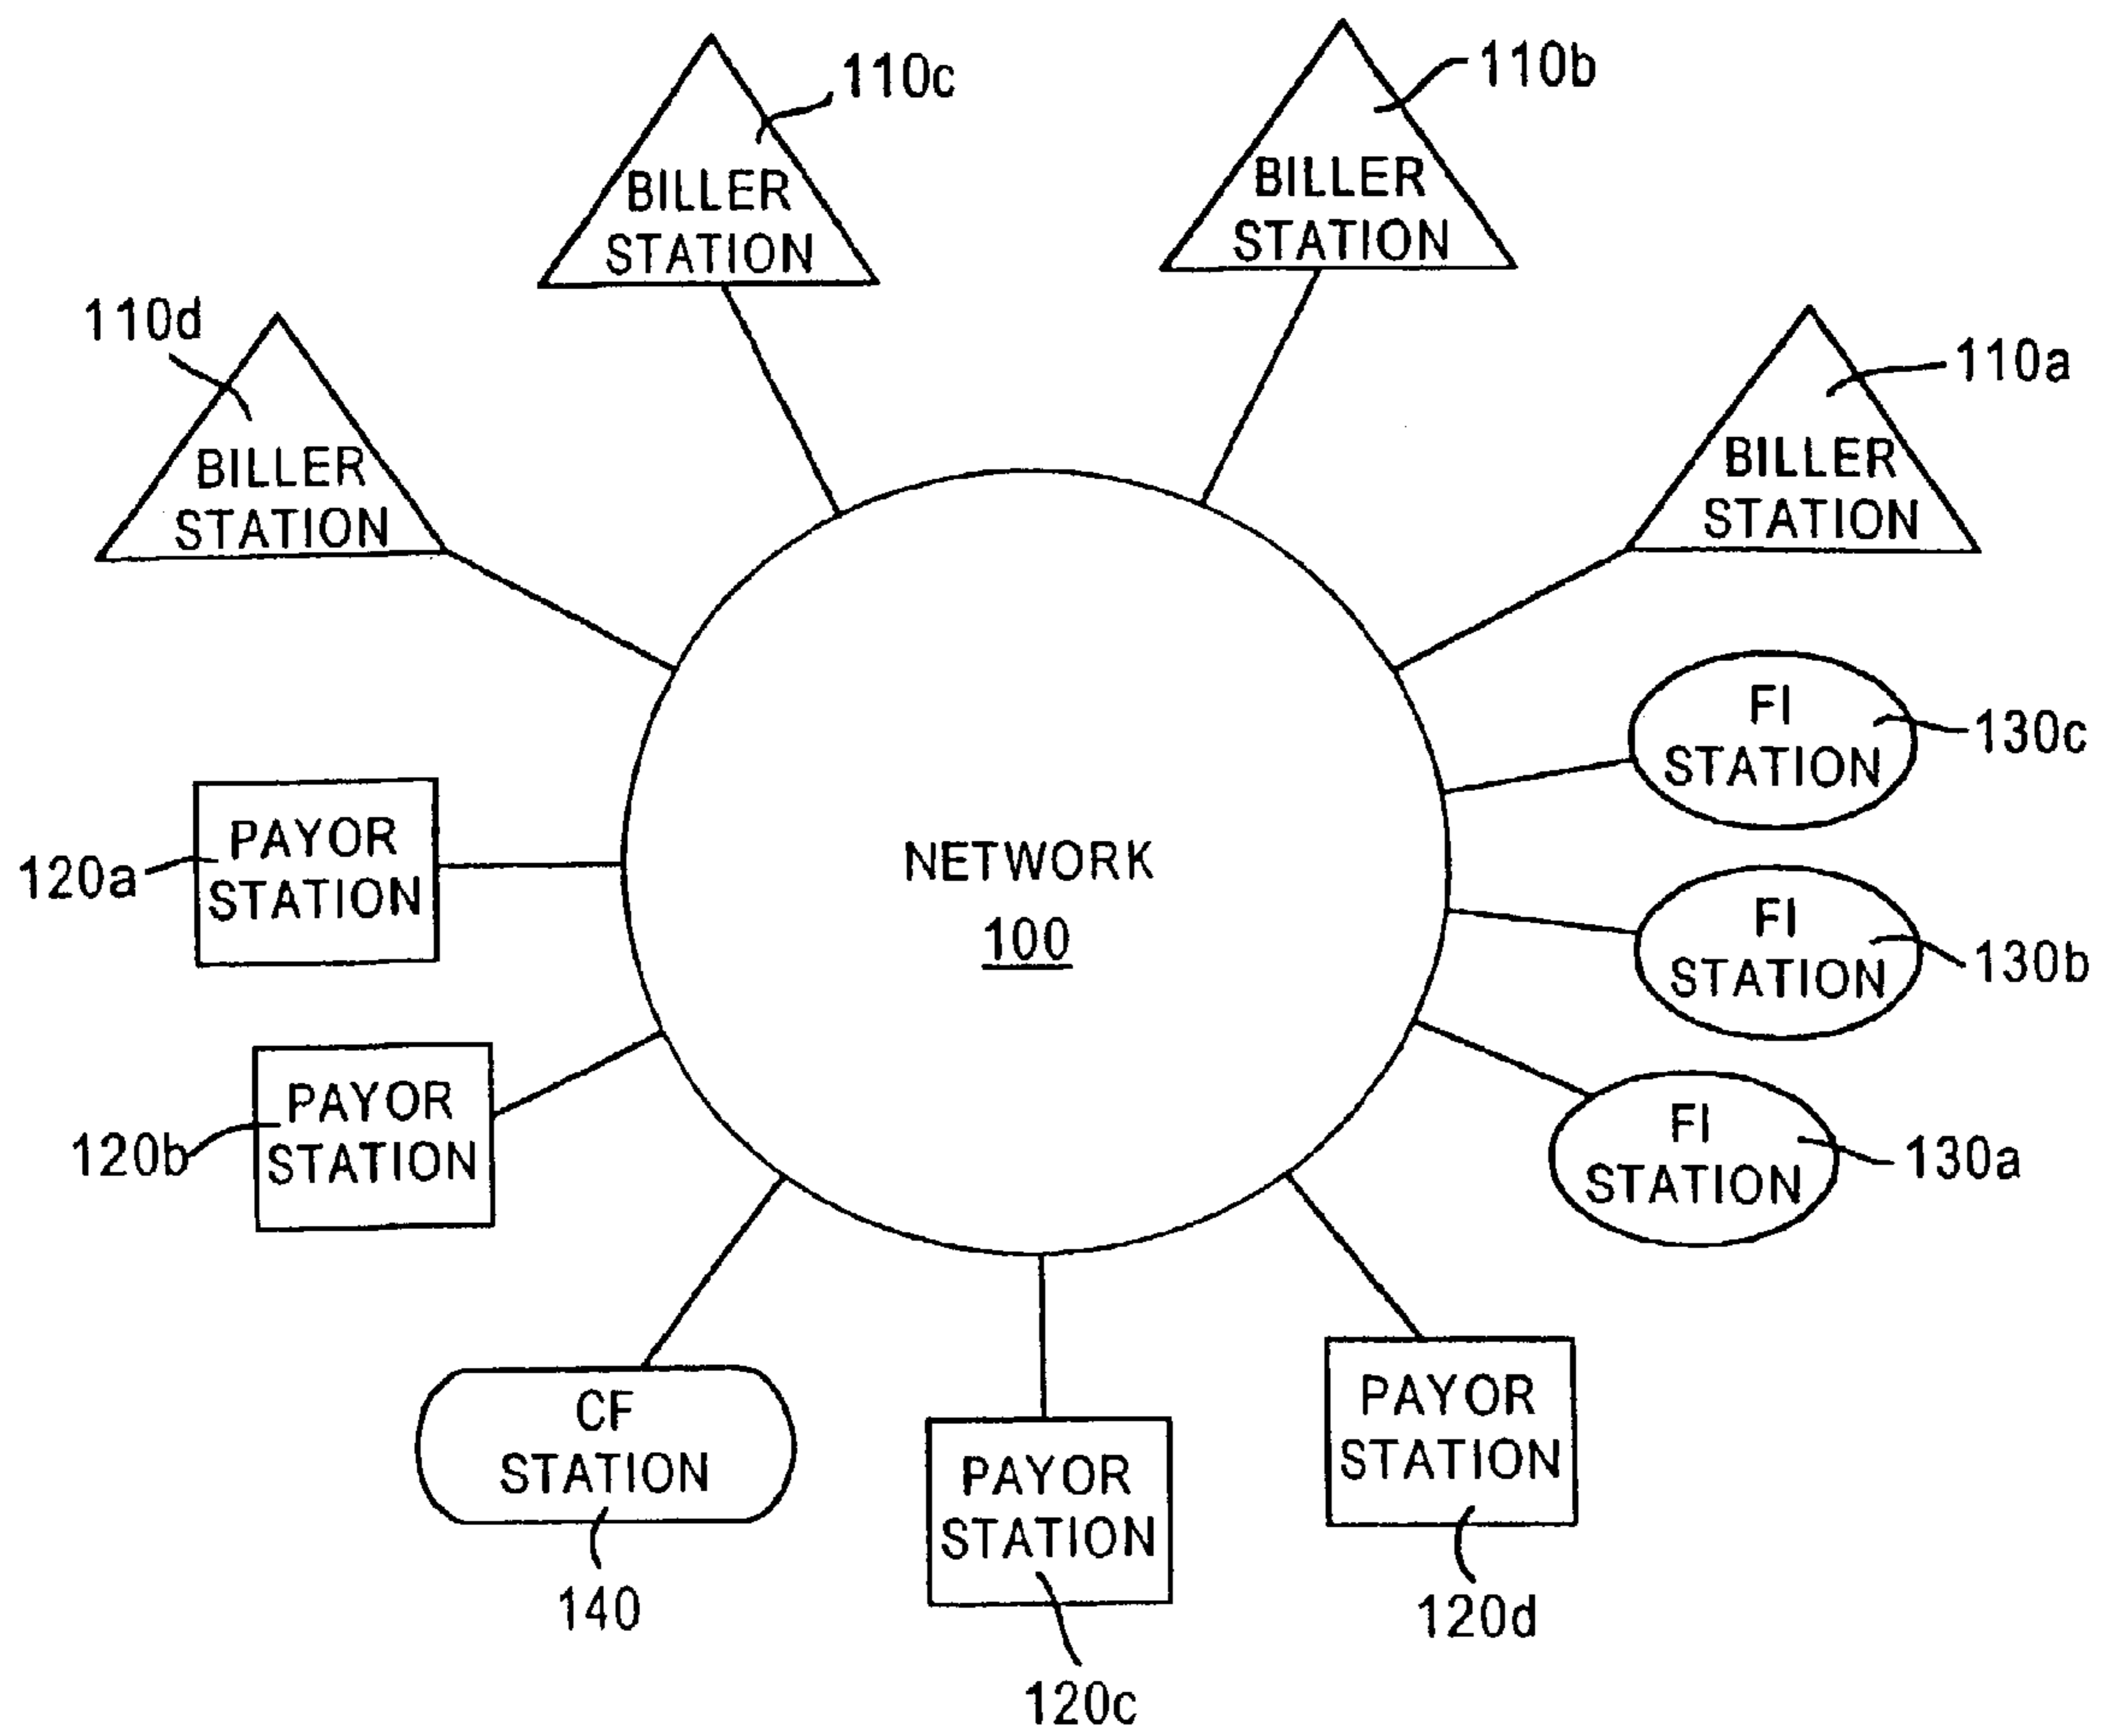 110c
BILLER
STATION
110b
BILLER
STATION
110d
BILLER
STATION
110a
BILLER
STATION
FI
STATION
130c
120a
PAYOR
STATION
NETWORK
100
FI
STATION
130b
120b
PAYOR
STATION
FI
STATION
130a
CF
STATION
140
PAYOR
STATION
120c
PAYOR
STATION
120d